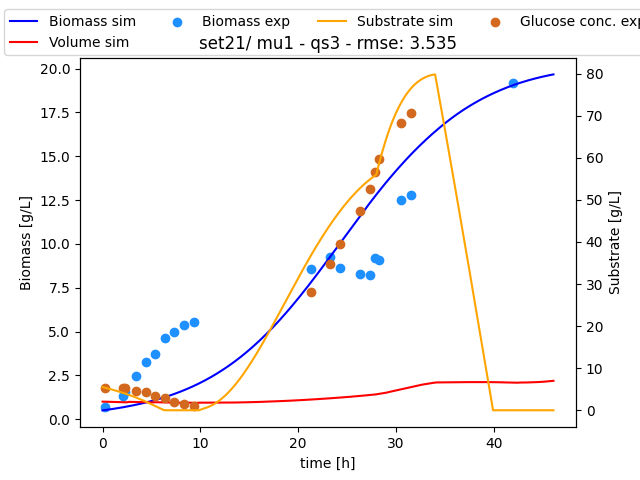 Biomass sim
Biomass exp
Substrate sim
Glucose conc. exp
Volume sim
set21/ mu1 - qs3 - rmse: 3.535
20.0
17.5
15.0
12.5
10.0
7.5
5.0
2.5
0.0
Biomass [g/L]
80
70
60
50
40
30
20
10
0
Substrate [g/L]
0
10
20
30
40
time [h]